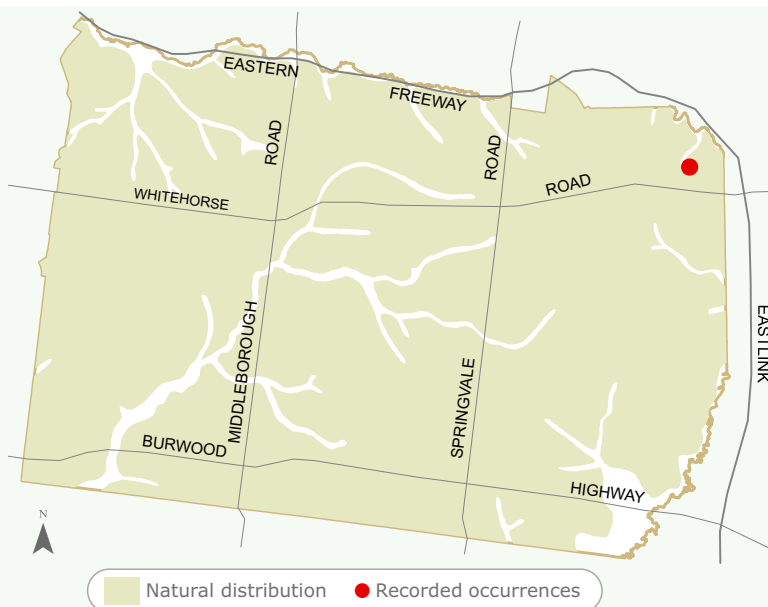 EASTERN
FREEWAY
ROAD
ROAD
WHITEHORSE
ROAD
MIDDLEBOROUGH
EASTLINK
SPRINGVALE
BURWOOD
HIGHWAY
N
Natural distribution
Recorded occurrences